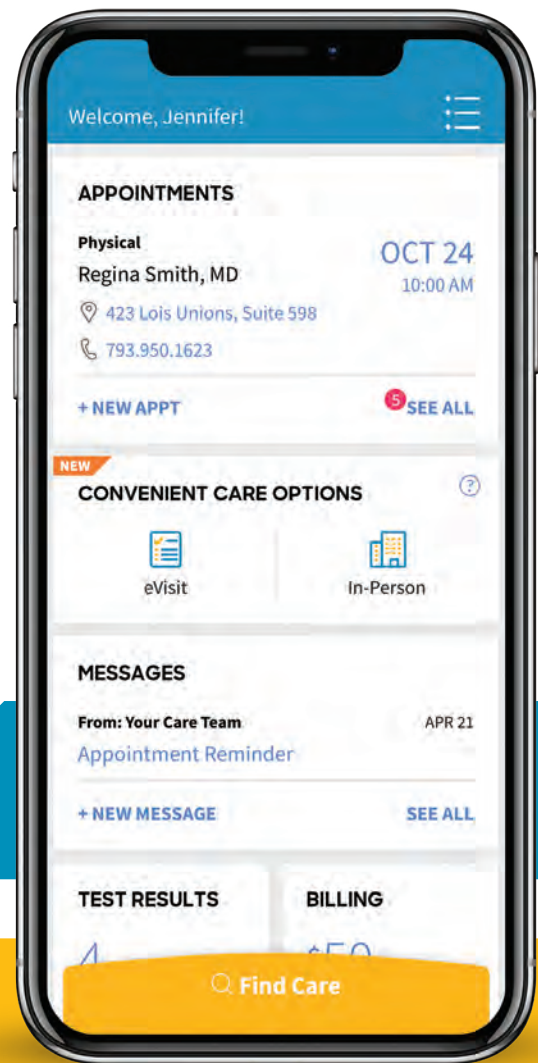 Welcome, Jennifer!
APPOINTMENTS
Physical
Regina Smith, MD
OCT 24
10:00 AM
423 Lois Unions, Suite 598
793.950.1623
+ NEW APPT
5
SEE ALL
NEW
CONVENIENT CARE OPTIONS
?
eVisit
In-Person
MESSAGES
From: Your Care Team
APR 21
Appointment Reminder
+ NEW MESSAGE
SEE ALL
TEST RESULTS
BILLING
4
$50
Find Care